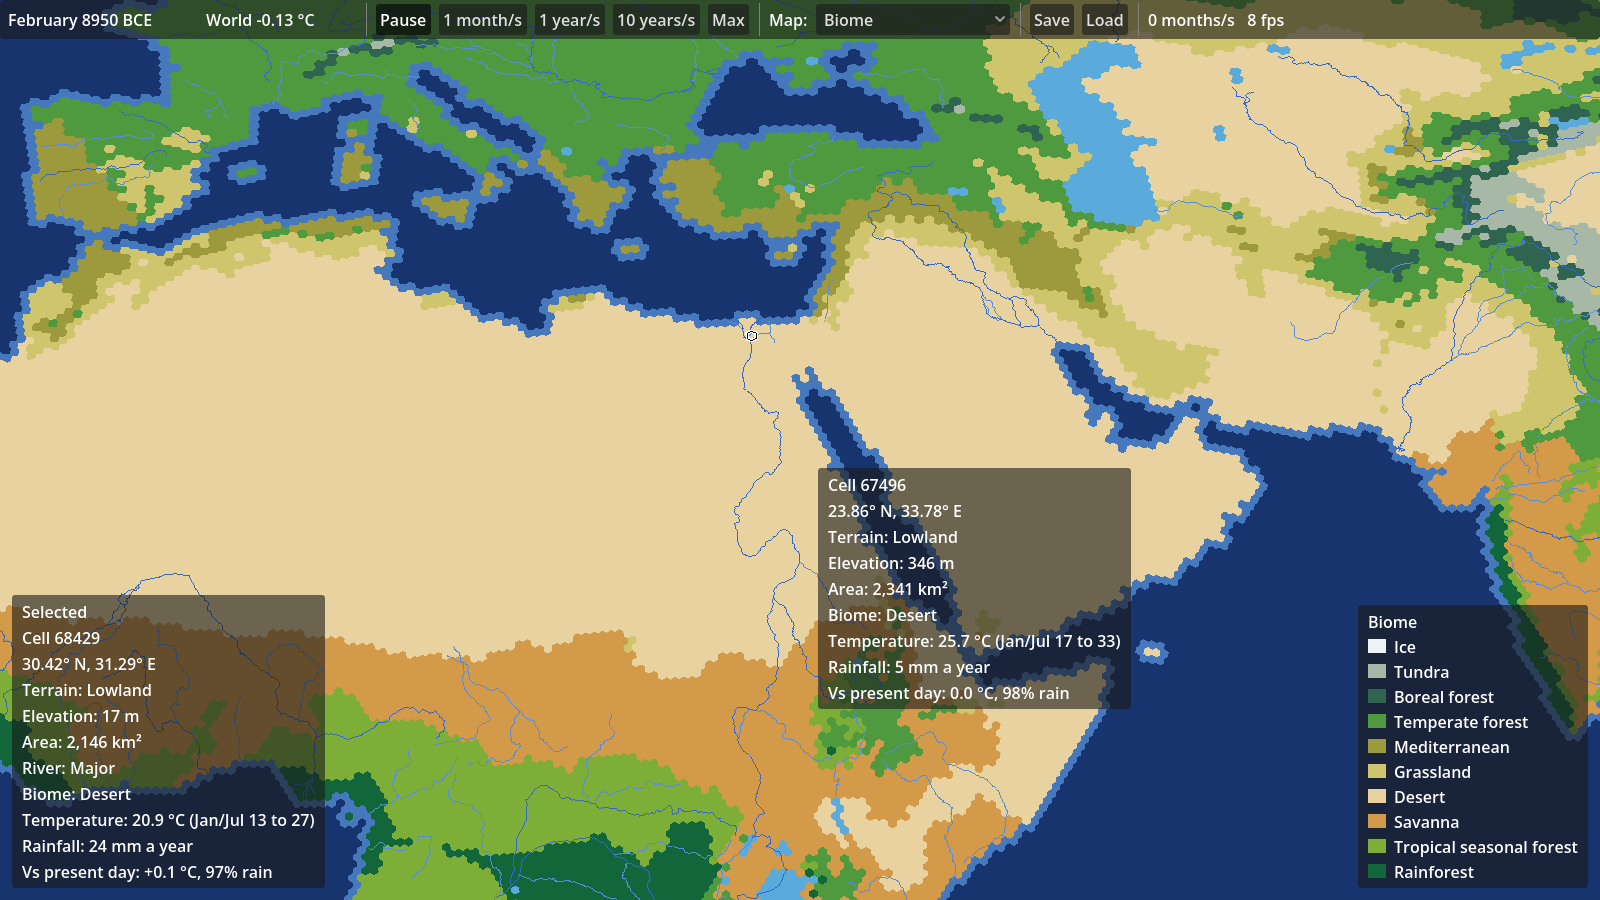 February 8950 BCE World -0.13 °C Pause 1 month/s 1 year/s 10 years/s Max Map: Biome Save Load 0 months/s 8 fps
Cell 67496
23.86° N, 33.78° E
Terrain: Lowland
Elevation: 346 m
Area: 2,341 km²
Biome: Desert
Temperature: 25.7 °C (Jan/Jul 17 to 33)
Rainfall: 5 mm a year
Vs present day: 0.0 °C, 98% rain
Selected
Cell 68429
30.42° N, 31.29° E
Terrain: Lowland
Elevation: 17 m
Area: 2,146 km²
River: Major
Biome: Desert
Temperature: 20.9 °C (Jan/Jul 13 to 27)
Rainfall: 24 mm a year
Vs present day: +0.1 °C, 97% rain
Biome
Ice
Tundra
Boreal forest
Temperate forest
Mediterranean
Grassland
Desert
Savanna
Tropical seasonal forest
Rainforest